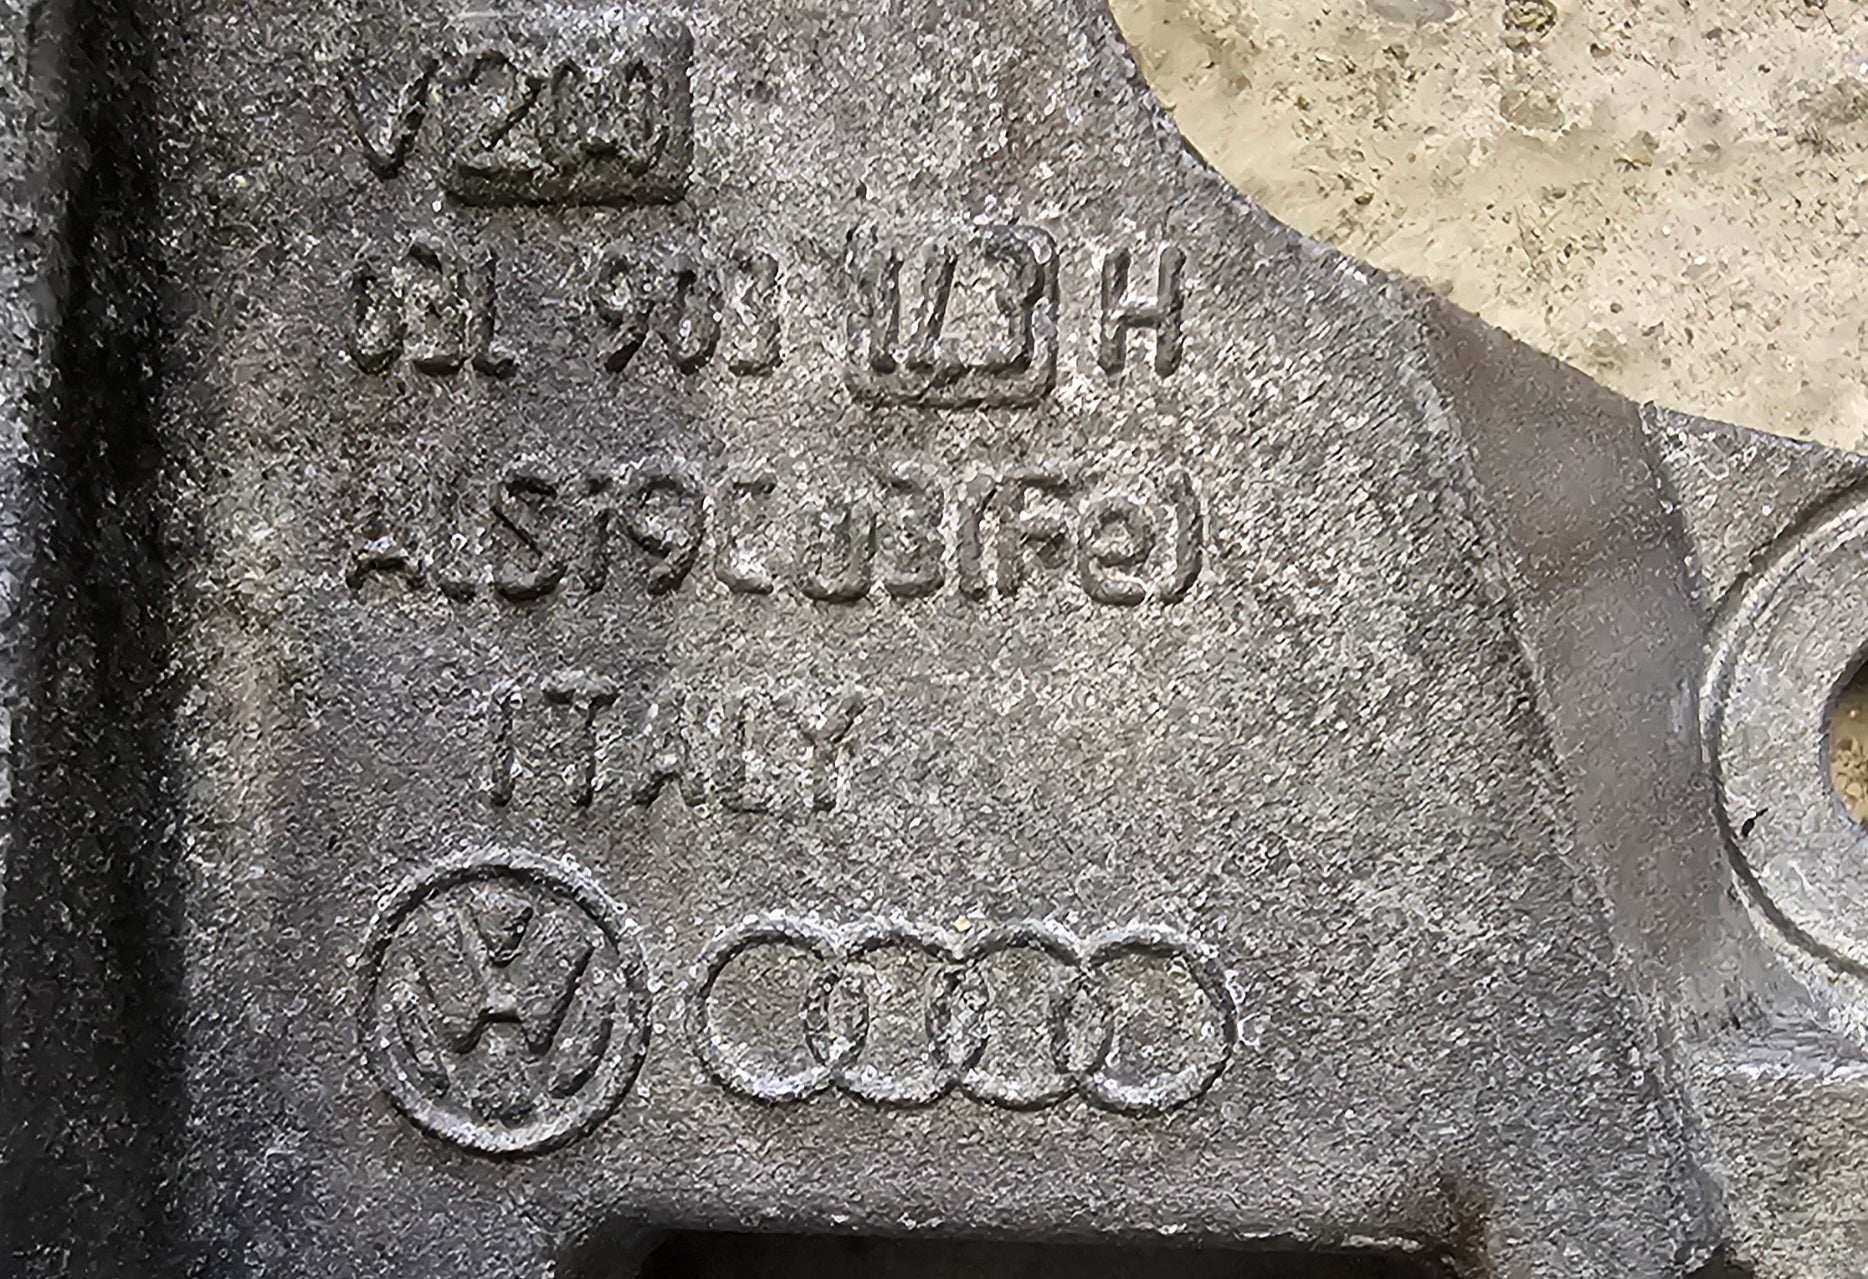 V200
03L 903 143 H
ALSi9Cu3(Fe)
ITALY